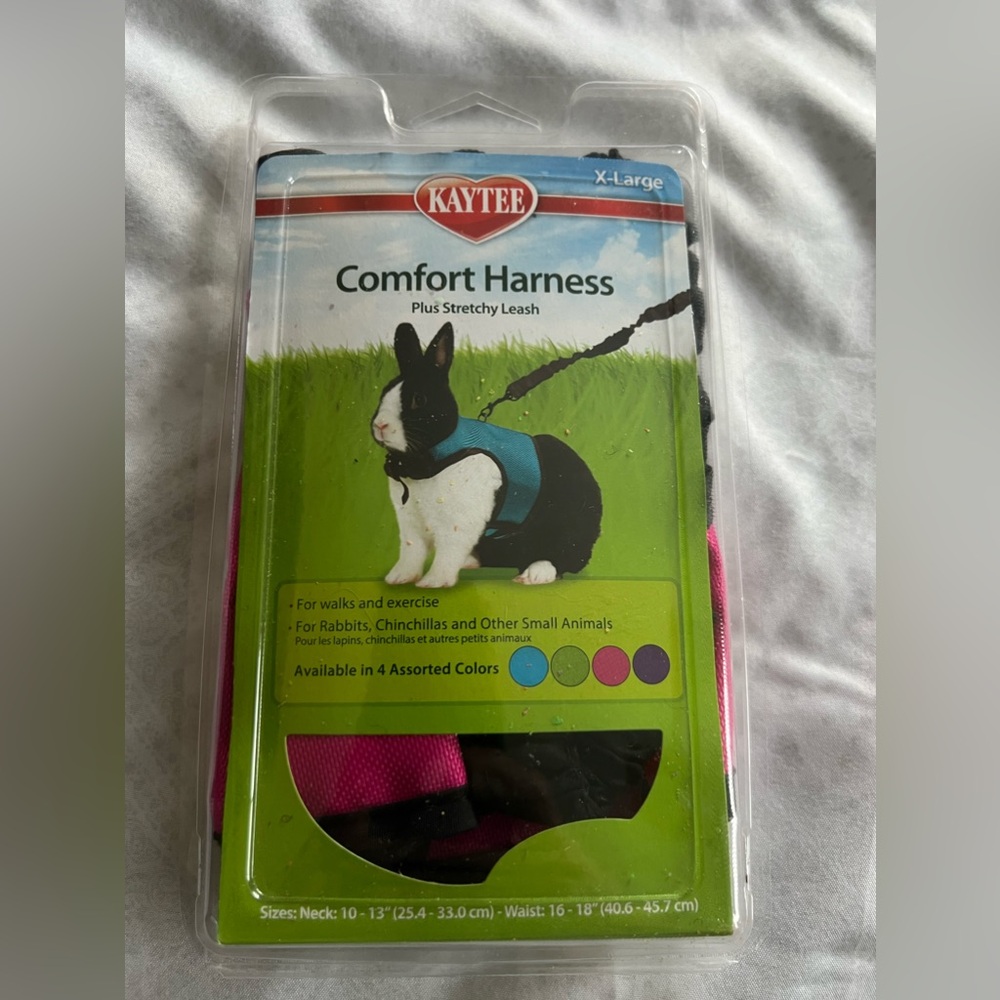 X-Large
KAYTEE
Comfort Harness
Plus Stretchy Leash
• For walks and exercise
• For Rabbits, Chinchillas and Other Small Animals
Pour les lapins, chinchillas et autres petits animaux
Available in 4 Assorted Colors
Sizes: Neck: 10 - 13" (25.4 - 33.0 cm) - Waist: 16 - 18" (40.6 - 45.7 cm)